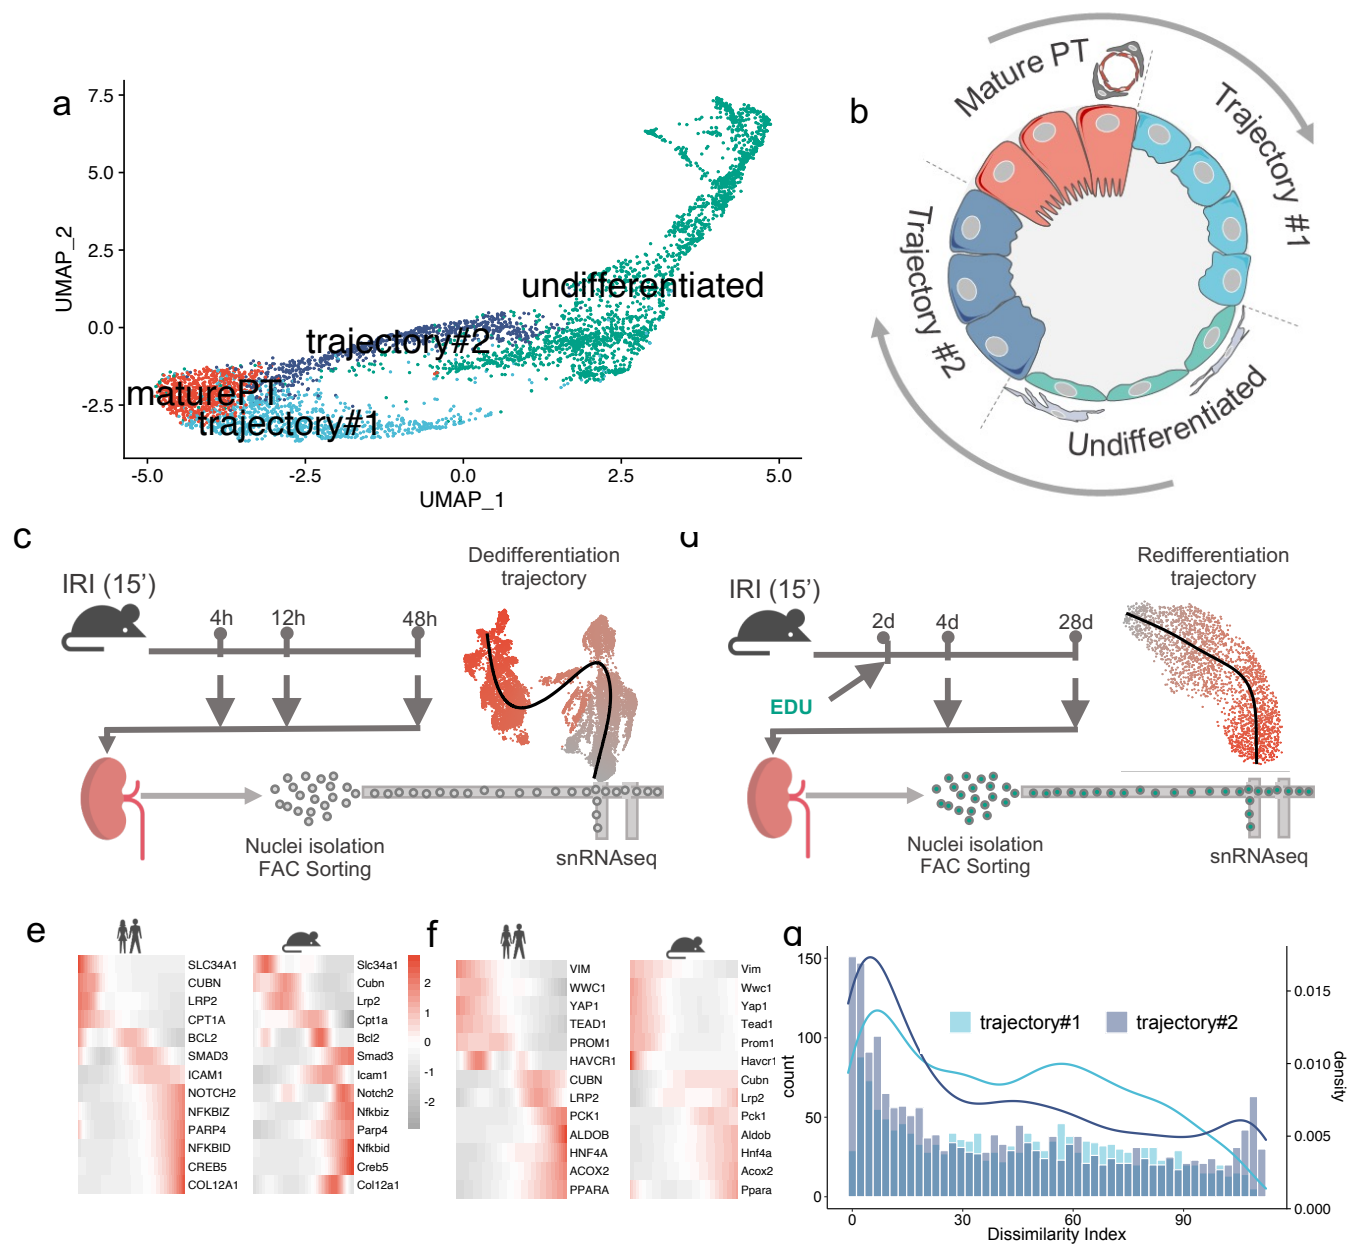 a
7.5
5.0
2.5
0.0
-2.5
UMAP_2
undifferentiated
trajectory#2
maturePT
trajectory#1
-5.0
-2.5
0.0
2.5
5.0
UMAP_1
b
Mature PT
Trajectory #1
Trajectory #2
Undifferentiated
c
IRI (15’)
4h
12h
48h
Dedifferentiation
trajectory
Nuclei isolation
FAC Sorting
snRNAseq
d
IRI (15’)
2d
4d
28d
EDU
Redifferentiation
trajectory
Nuclei isolation
FAC Sorting
snRNAseq
e
SLC34A1
CUBN
LRP2
CPT1A
BCL2
SMAD3
ICAM1
NOTCH2
NFKBIZ
PARP4
NFKBID
CREB5
COL12A1
Slc34a1
Cubn
Lrp2
Cpt1a
Bcl2
Smad3
Icam1
Notch2
Nfkbiz
Parp4
Nfkbid
Creb5
Col12a1
2
1
0
-1
-2
f
VIM
WWC1
YAP1
TEAD1
PROM1
HAVCR1
CUBN
LRP2
PCK1
ALDOB
HNF4A
ACOX2
PPARA
Vim
Wwc1
Yap1
Tead1
Prom1
Havcr1
Cubn
Lrp2
Pck1
Aldob
Hnf4a
Acox2
Ppara
g
150
100
50
0
count
trajectory#1
trajectory#2
0.015
0.010
0.005
0.000
density
0
30
60
90
Dissimilarity Index